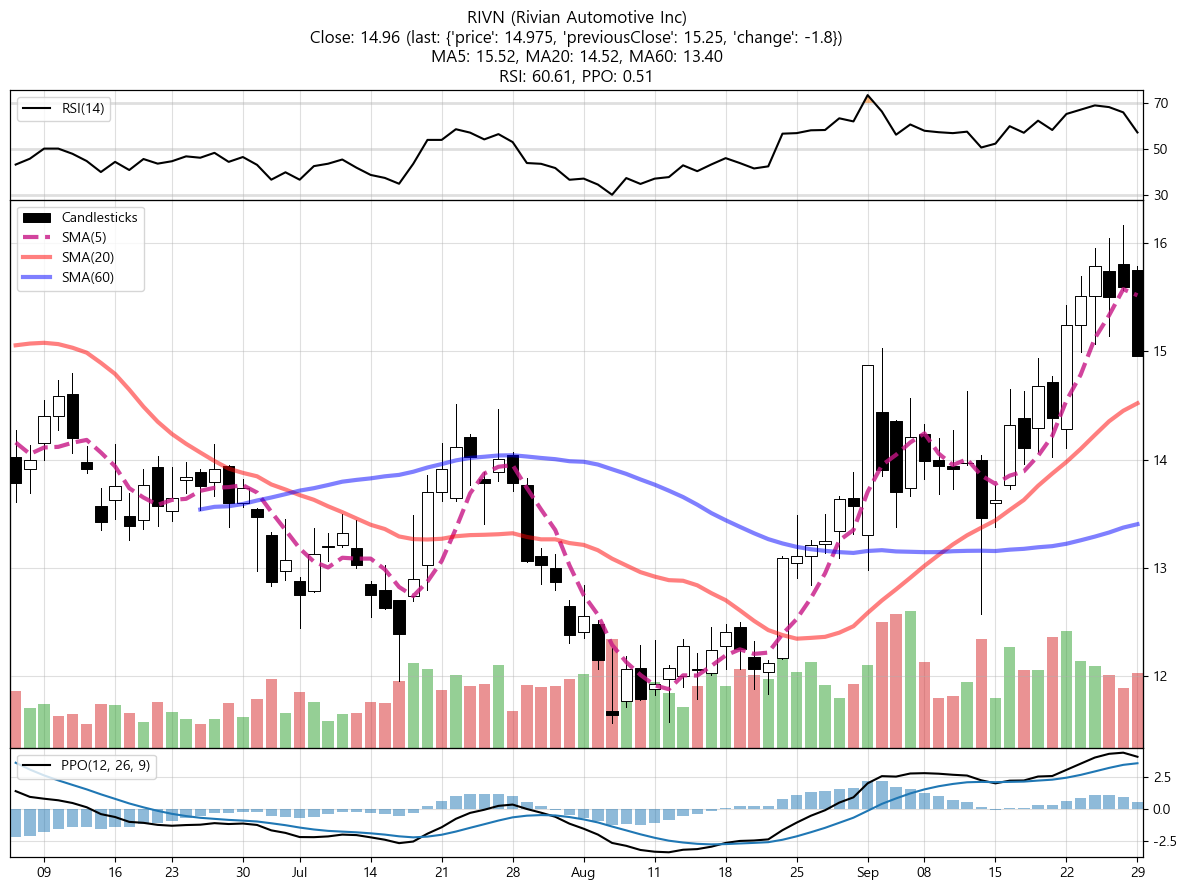 RIVN (Rivian Automotive Inc)
Close: 14.96 (last: {'price': 14.975, 'previousClose': 15.25, 'change': -1.8})
MA5: 15.52, MA20: 14.52, MA60: 13.40
RSI: 60.61, PPO: 0.51
RSI(14)
70
50
30
Candlesticks
SMA(5)
SMA(20)
SMA(60)
16
15
14
13
12
PPO(12, 26, 9)
2.5
0.0
-2.5
09 16 23 30 Jul 14 21 28 Aug 11 18 25 Sep 08 15 22 29